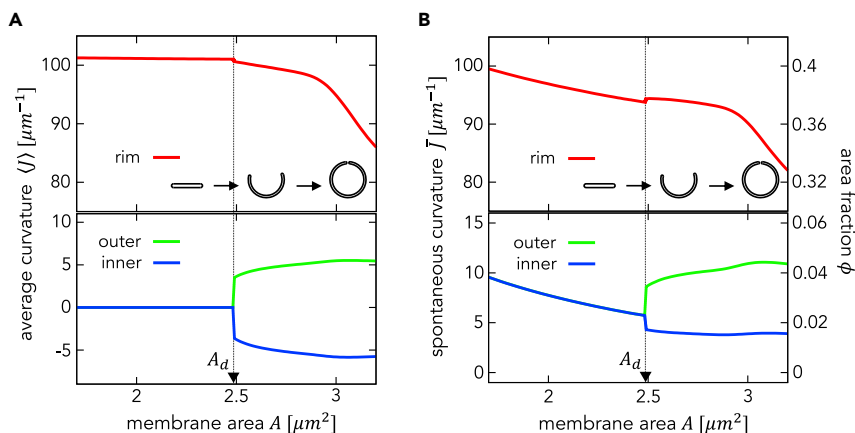 A
average curvature ⟨J⟩ [μm⁻¹]
100
90
80
rim
10
5
0
-5
outer
inner
A_d
2
2.5
3
membrane area A [μm²]
B
spontaneous curvature J̄ [μm⁻¹]
100
90
80
rim
0.4
0.36
0.32
15
10
5
0
outer
inner
A_d
0.06
0.04
0.02
0
area fraction ϕ
2
2.5
3
membrane area A [μm²]